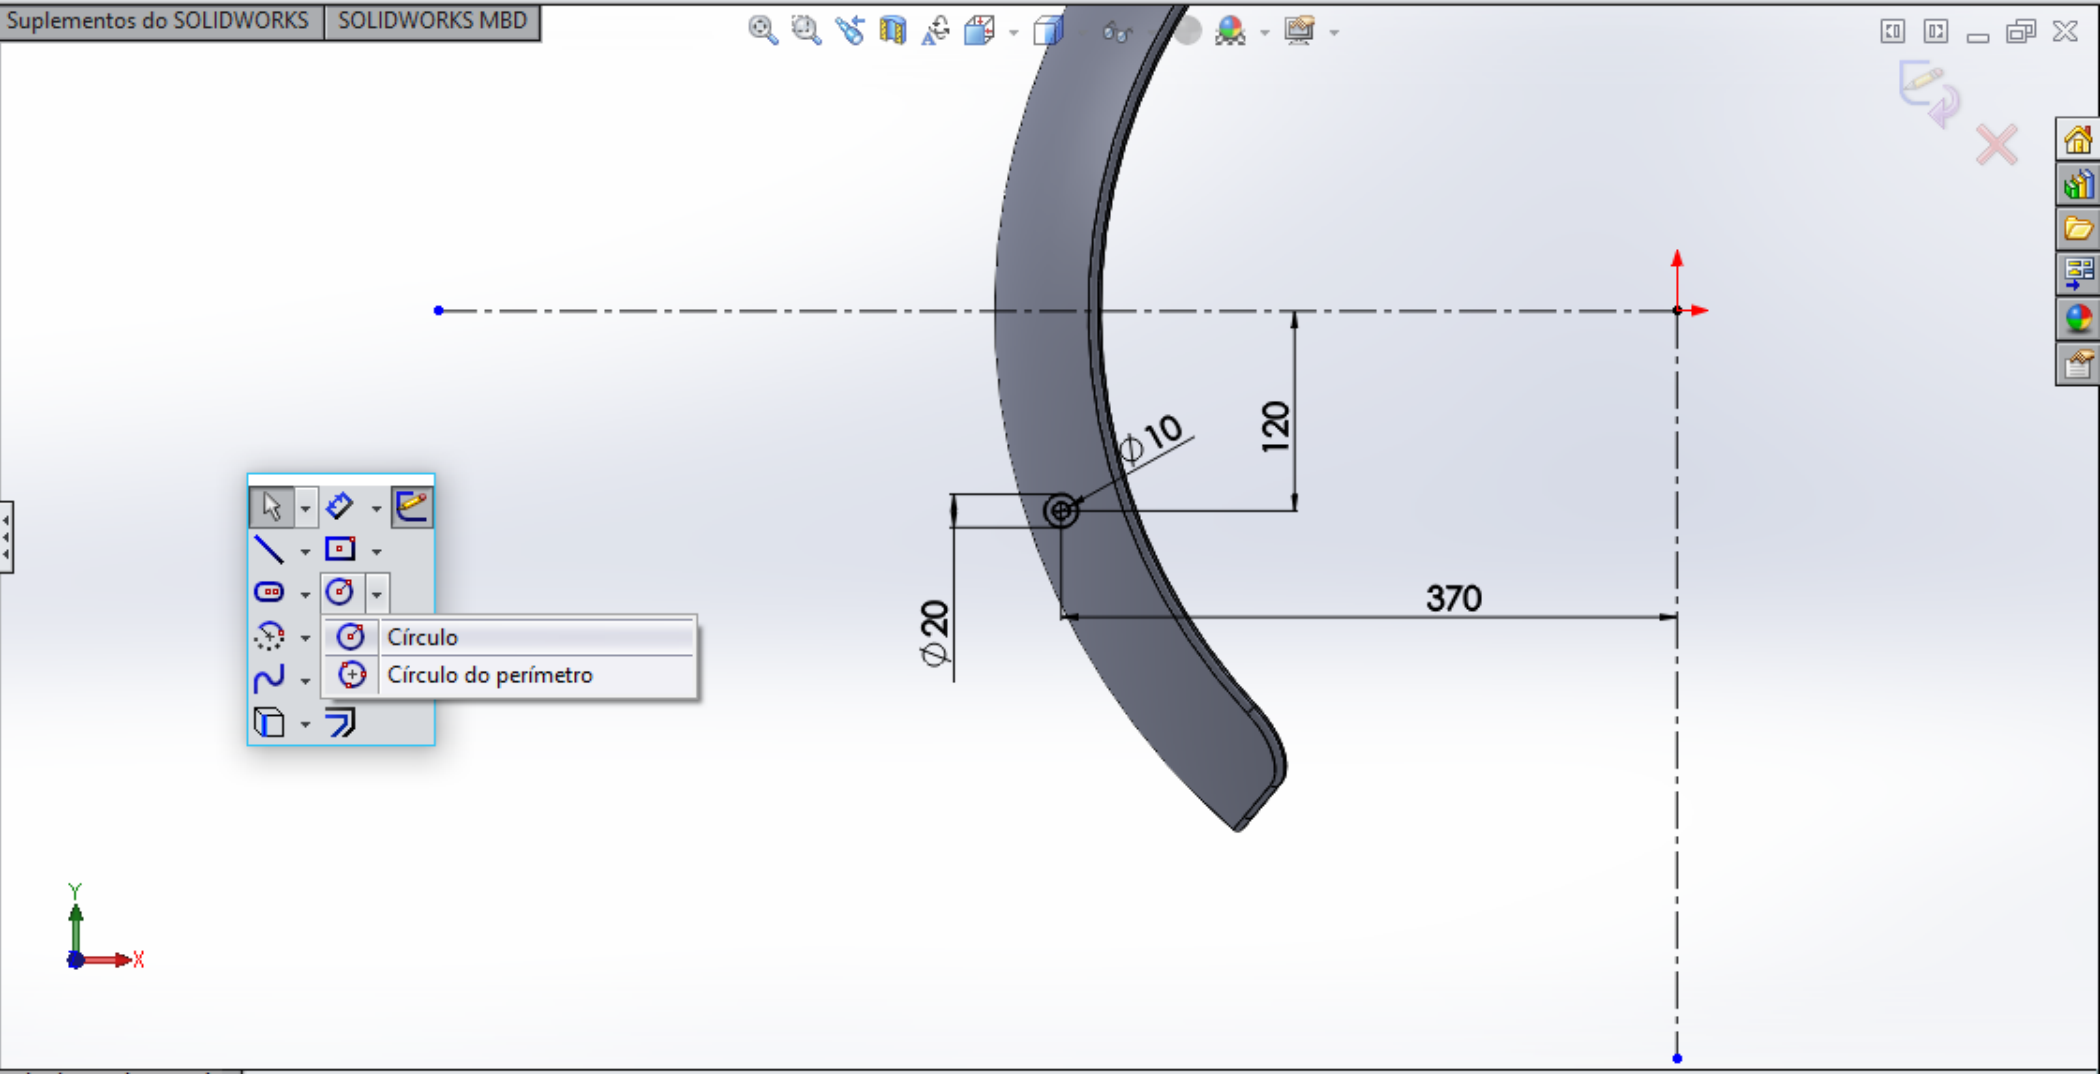 Suplementos do SOLIDWORKS
SOLIDWORKS MBD
⌀10
120
⌀20
370
Círculo
Círculo do perímetro
Y
X